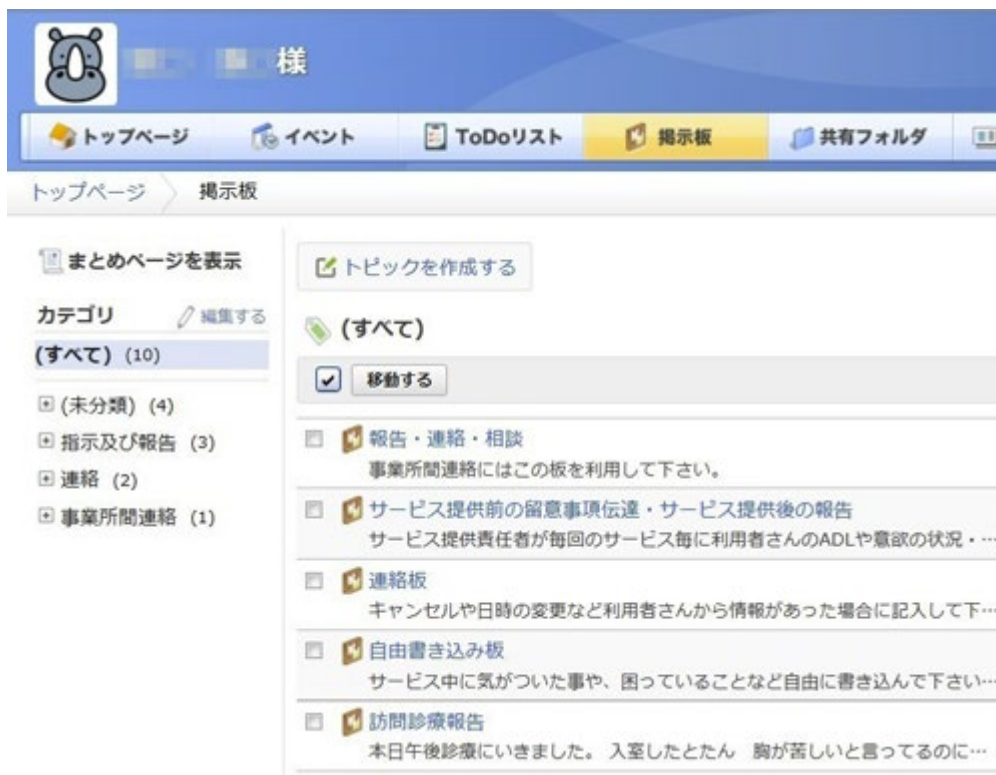 様
トップページ イベント ToDoリスト 掲示板 共有フォルダ
トップページ 掲示板
まとめページを表示
カテゴリ 編集する
(すべて) (10)
(未分類) (4)
指示及び報告 (3)
連絡 (2)
事業所間連絡 (1)
トピックを作成する
(すべて)
移動する
報告・連絡・相談
事業所間連絡にはこの板を利用して下さい。
サービス提供前の留意事項伝達・サービス提供後の報告
サービス提供責任者が毎回のサービス毎に利用者さんのADLや意欲の状況・…
連絡板
キャンセルや日時の変更など利用者さんから情報があった場合に記入して下…
自由書き込み板
サービス中に気がついた事や、困っていることなど自由に書き込んで下さい…
訪問診療報告
本日午後診療にいきました。 入室したとたん 胸が苦しいと言ってるのに…